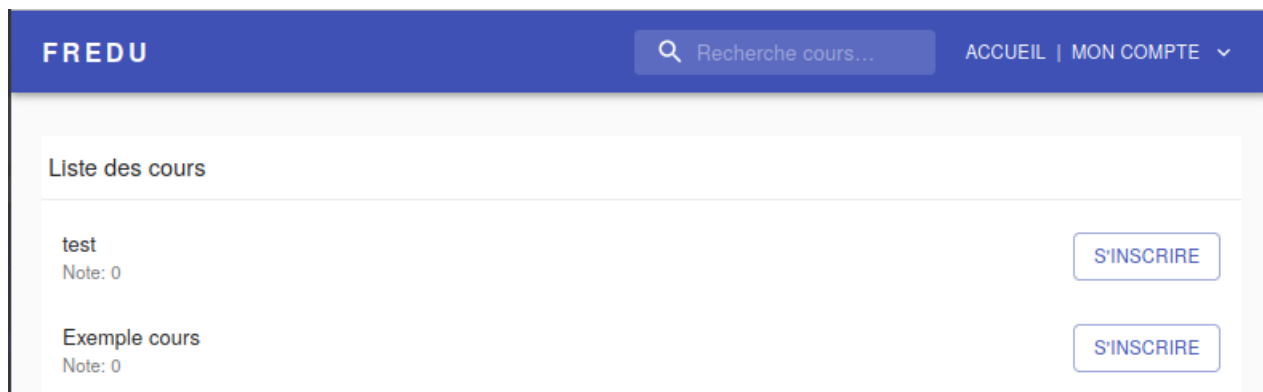 FREDU
Recherche cours...
ACCUEIL | MON COMPTE
Liste des cours
test
Note: 0
S'INSCRIRE
Exemple cours
Note: 0
S'INSCRIRE